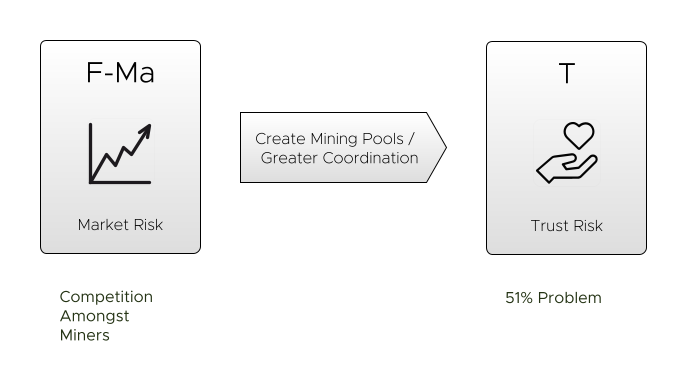 F-Ma
Market Risk
Competition
Amongst
Miners
Create Mining Pools /
Greater Coordination
T
Trust Risk
51% Problem